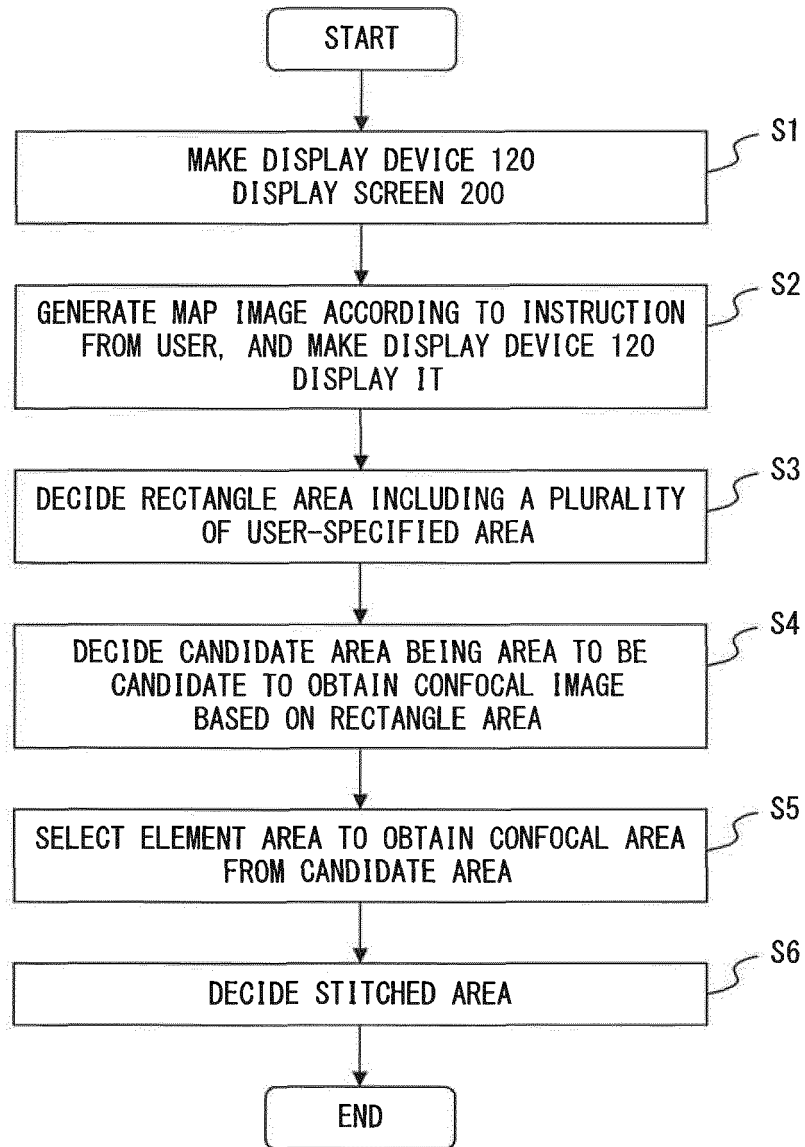 START
S1
MAKE DISPLAY DEVICE 120
DISPLAY SCREEN 200
S2
GENERATE MAP IMAGE ACCORDING TO INSTRUCTION
FROM USER, AND MAKE DISPLAY DEVICE 120
DISPLAY IT
S3
DECIDE RECTANGLE AREA INCLUDING A PLURALITY
OF USER-SPECIFIED AREA
S4
DECIDE CANDIDATE AREA BEING AREA TO BE
CANDIDATE TO OBTAIN CONFOCAL IMAGE
BASED ON RECTANGLE AREA
S5
SELECT ELEMENT AREA TO OBTAIN CONFOCAL AREA
FROM CANDIDATE AREA
S6
DECIDE STITCHED AREA
END